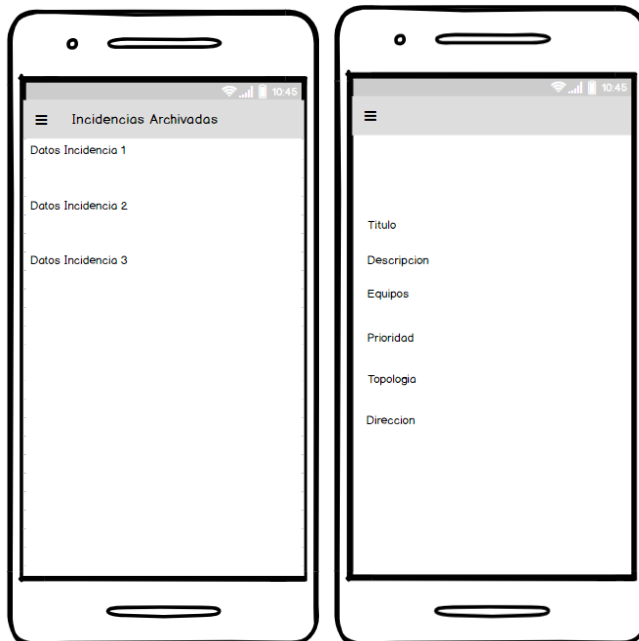 10:45
Incidencias Archivadas
Datos Incidencia 1
Datos Incidencia 2
Datos Incidencia 3
10:45
Titulo
Descripcion
Equipos
Prioridad
Topologia
Direccion